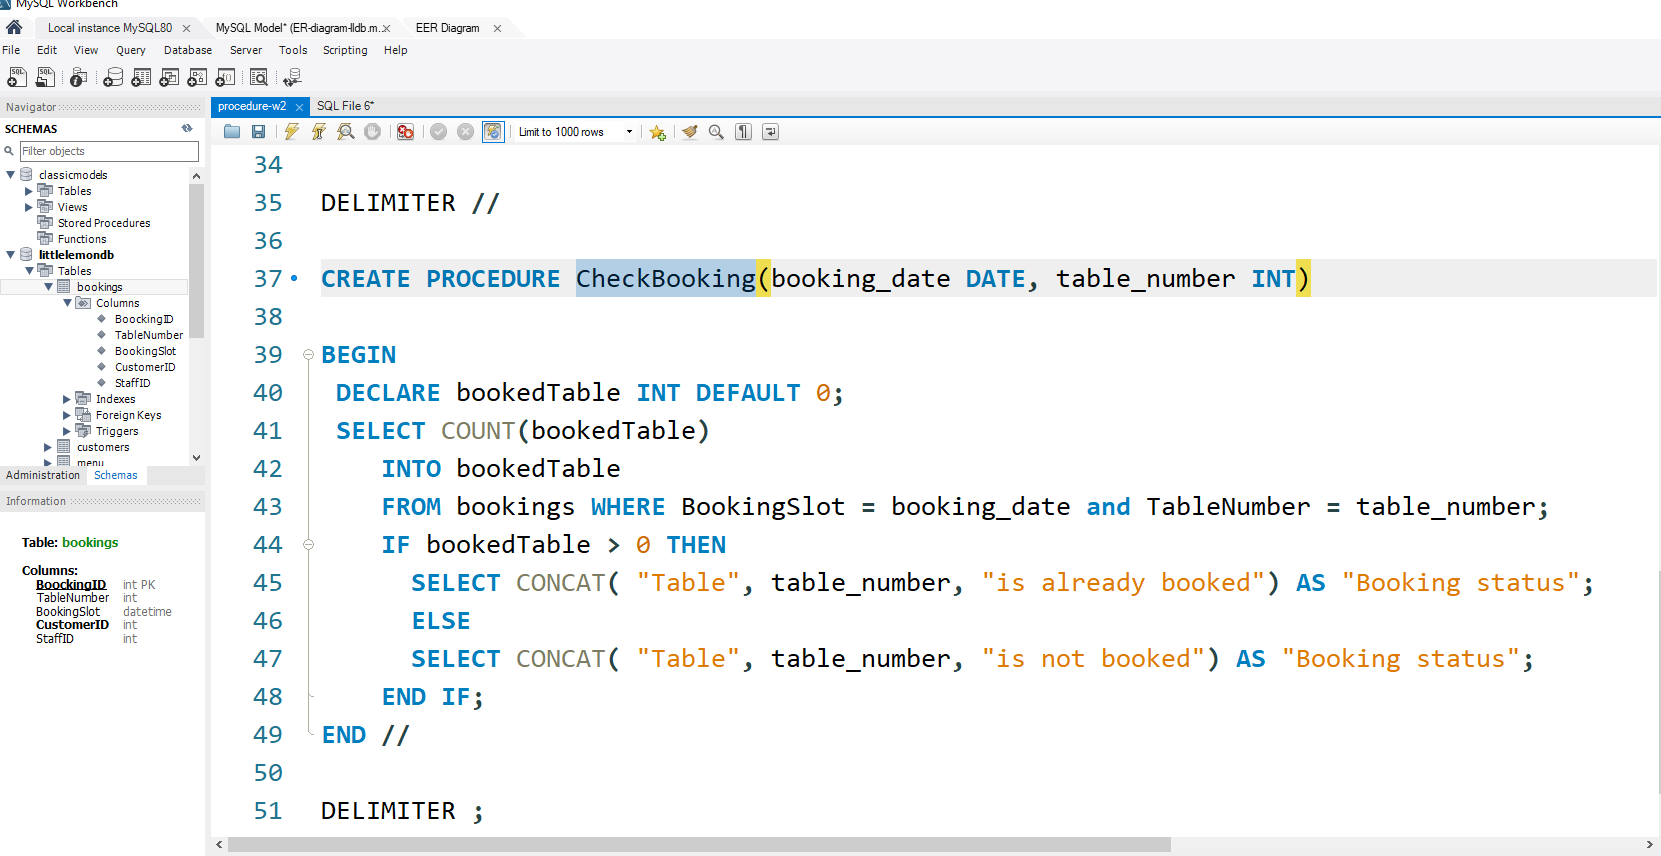 MySQL Workbench
Local instance MySQL80
MySQL Model* (ER-diagram-lldb.m...
EER Diagram
File Edit View Query Database Server Tools Scripting Help
Navigator
SCHEMAS
Filter objects
classicmodels
Tables
Views
Stored Procedures
Functions
littlelemondb
Tables
bookings
Columns
BoockingID
TableNumber
BookingSlot
CustomerID
StaffID
Indexes
Foreign Keys
Triggers
customers
menu
Administration Schemas
Information
Table: bookings
Columns:
BoockingID int PK
TableNumber int
BookingSlot datetime
CustomerID int
StaffID int
procedure-w2
SQL File 6*
Limit to 1000 rows
34
35 DELIMITER //
36
37 CREATE PROCEDURE CheckBooking(booking_date DATE, table_number INT)
38
39 BEGIN
40 DECLARE bookedTable INT DEFAULT 0;
41 SELECT COUNT(bookedTable)
42 INTO bookedTable
43 FROM bookings WHERE BookingSlot = booking_date and TableNumber = table_number;
44 IF bookedTable > 0 THEN
45 SELECT CONCAT( "Table", table_number, "is already booked") AS "Booking status";
46 ELSE
47 SELECT CONCAT( "Table", table_number, "is not booked") AS "Booking status";
48 END IF;
49 END //
50
51 DELIMITER ;